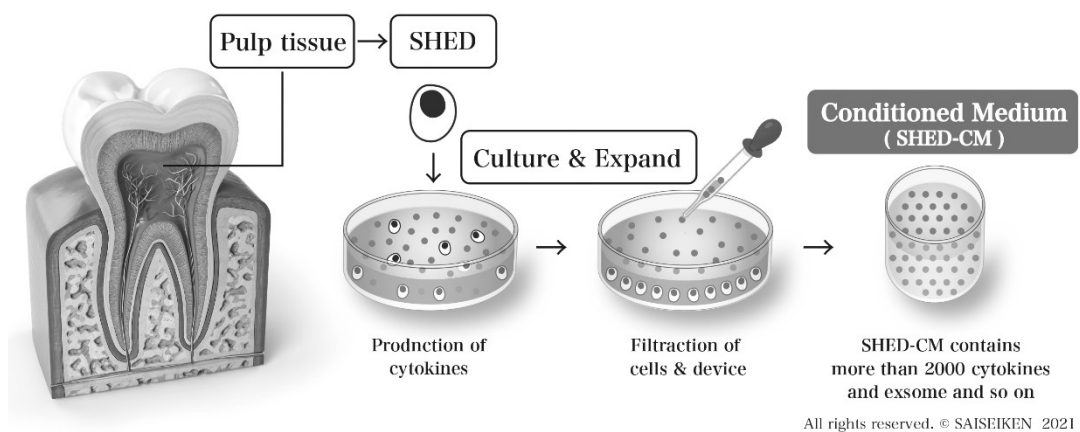 Pulp tissue
SHED
Culture & Expand
Conditioned Medium
( SHED-CM )
Prodnction of
cytokines
Filtraction of
cells & device
SHED-CM contains
more than 2000 cytokines
and exsome and so on
All rights reserved. © SAISEIKEN 2021